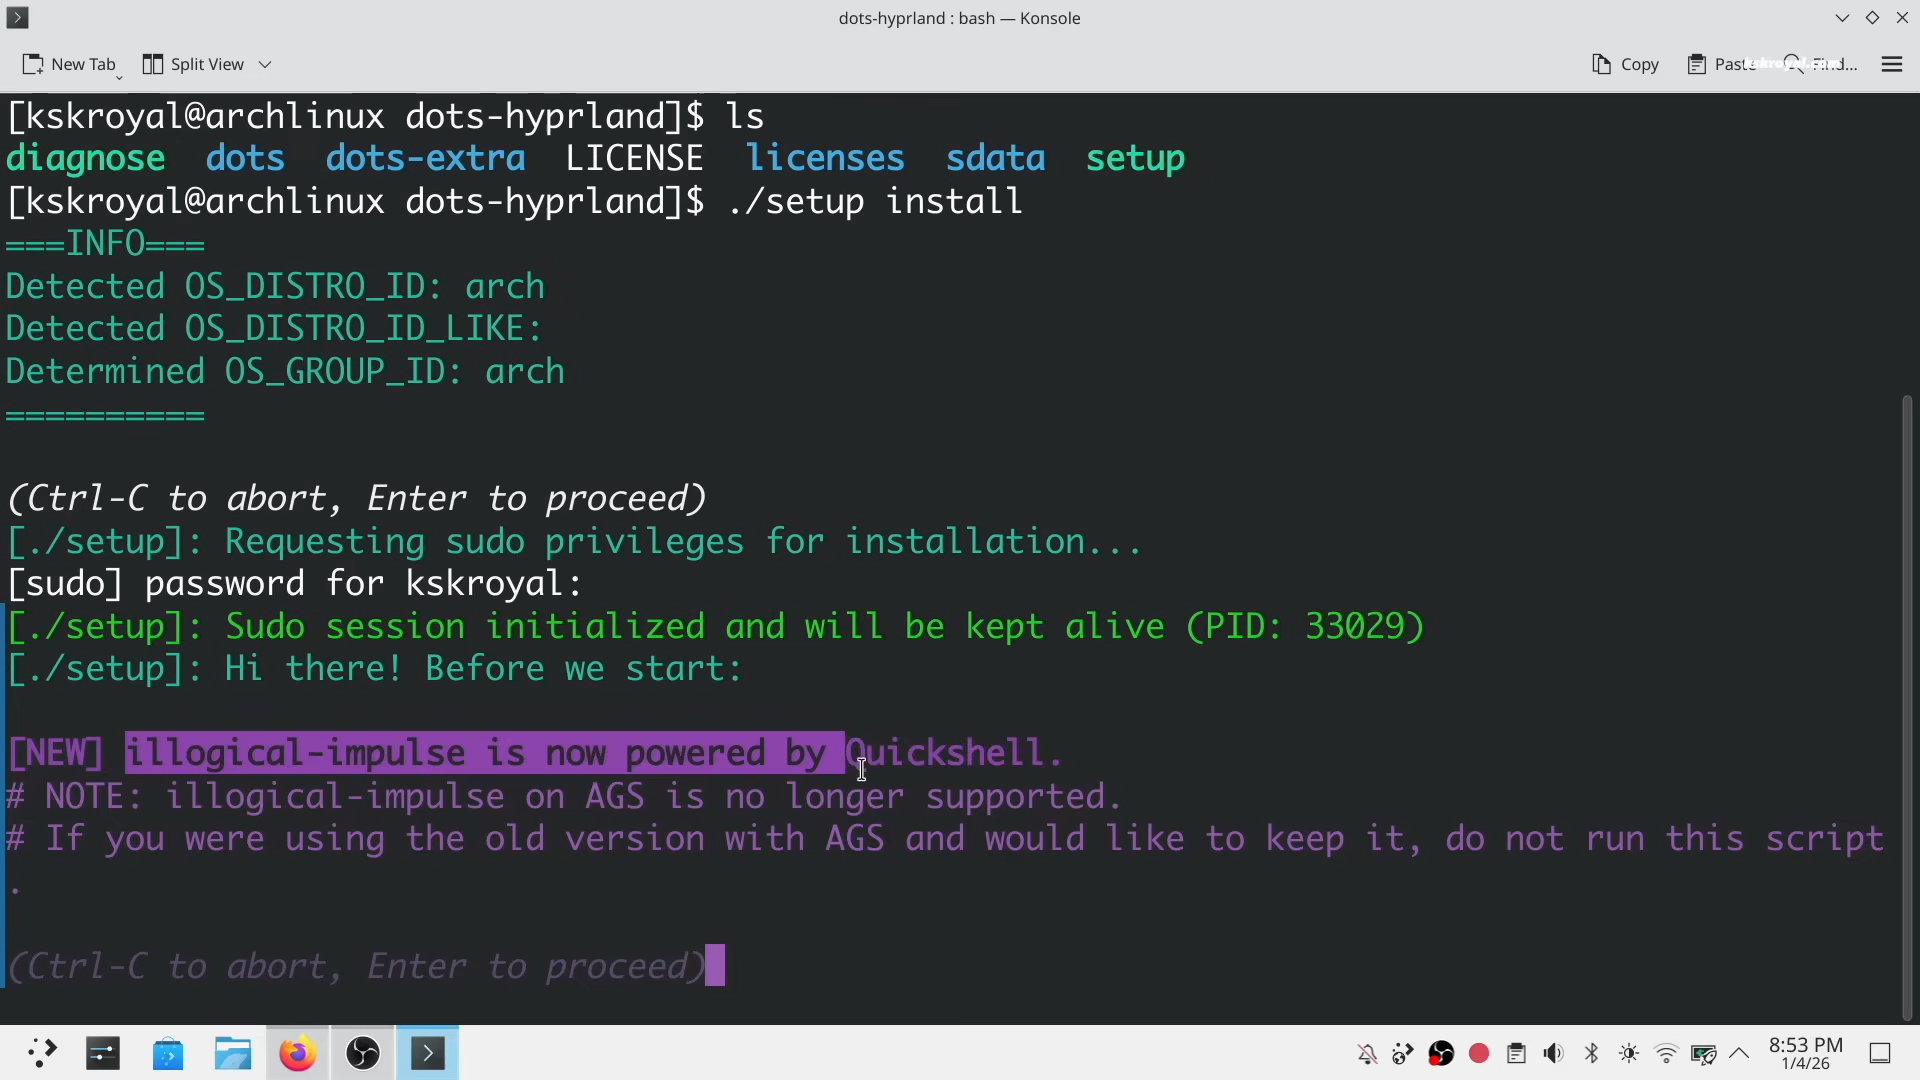 dots-hyprland : bash — Konsole
New Tab
Split View
Copy
Paste
Find...
kskroyal.com
[kskroyal@archlinux dots-hyprland]$ ls
diagnose dots dots-extra LICENSE licenses sdata setup
[kskroyal@archlinux dots-hyprland]$ ./setup install
===INFO===
Detected OS_DISTRO_ID: arch
Detected OS_DISTRO_ID_LIKE:
Determined OS_GROUP_ID: arch
==========
(Ctrl-C to abort, Enter to proceed)
[./setup]: Requesting sudo privileges for installation...
[sudo] password for kskroyal:
[./setup]: Sudo session initialized and will be kept alive (PID: 33029)
[./setup]: Hi there! Before we start:
[NEW] illogical-impulse is now powered by Quickshell.
# NOTE: illogical-impulse on AGS is no longer supported.
# If you were using the old version with AGS and would like to keep it, do not run this script
.
(Ctrl-C to abort, Enter to proceed)
8:53 PM
1/4/26